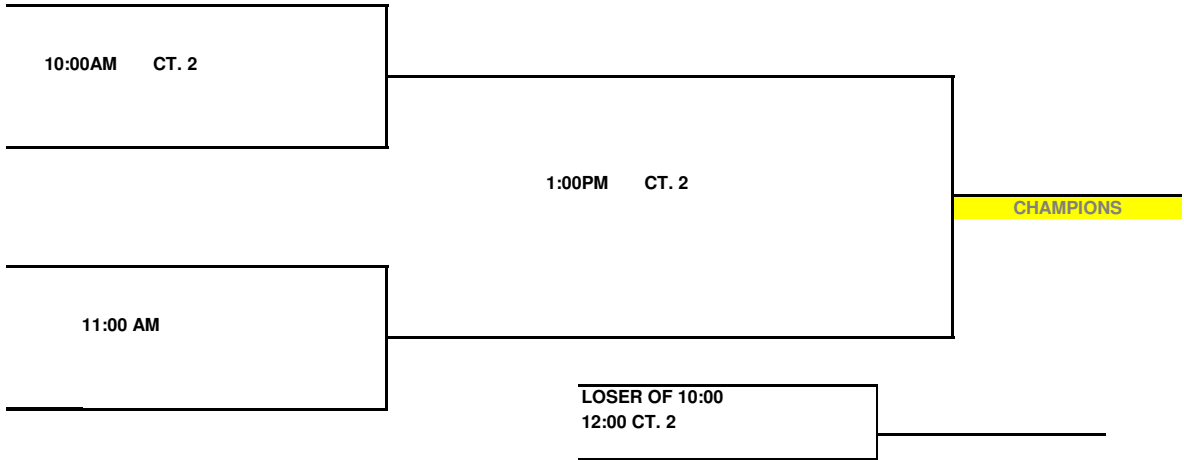 10:00AM CT. 2
1:00PM CT. 2
CHAMPIONS
11:00 AM
LOSER OF 10:00
12:00 CT. 2